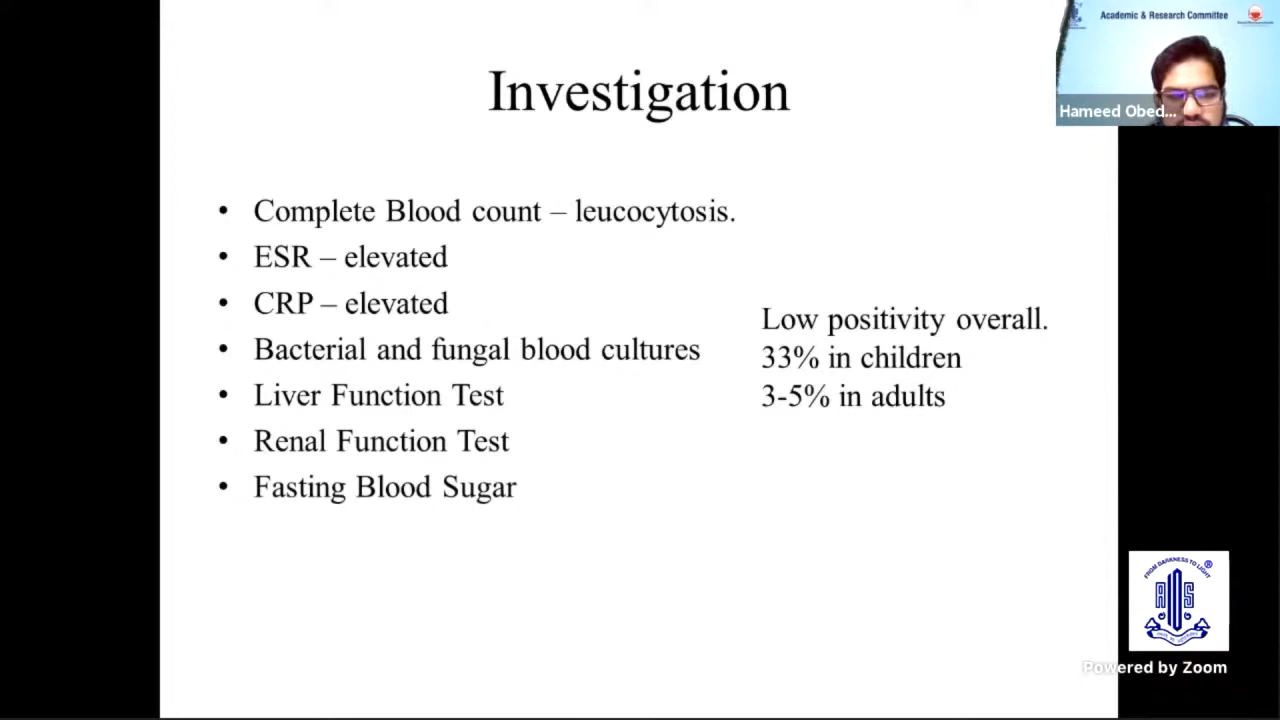 Academic & Research Committee
Hameed Obed...
Investigation
• Complete Blood count – leucocytosis.
• ESR – elevated
• CRP – elevated
• Bacterial and fungal blood cultures
• Liver Function Test
• Renal Function Test
• Fasting Blood Sugar
Low positivity overall.
33% in children
3-5% in adults
FROM DARKNESS TO LIGHT ®
AIOS
Powered by Zoom